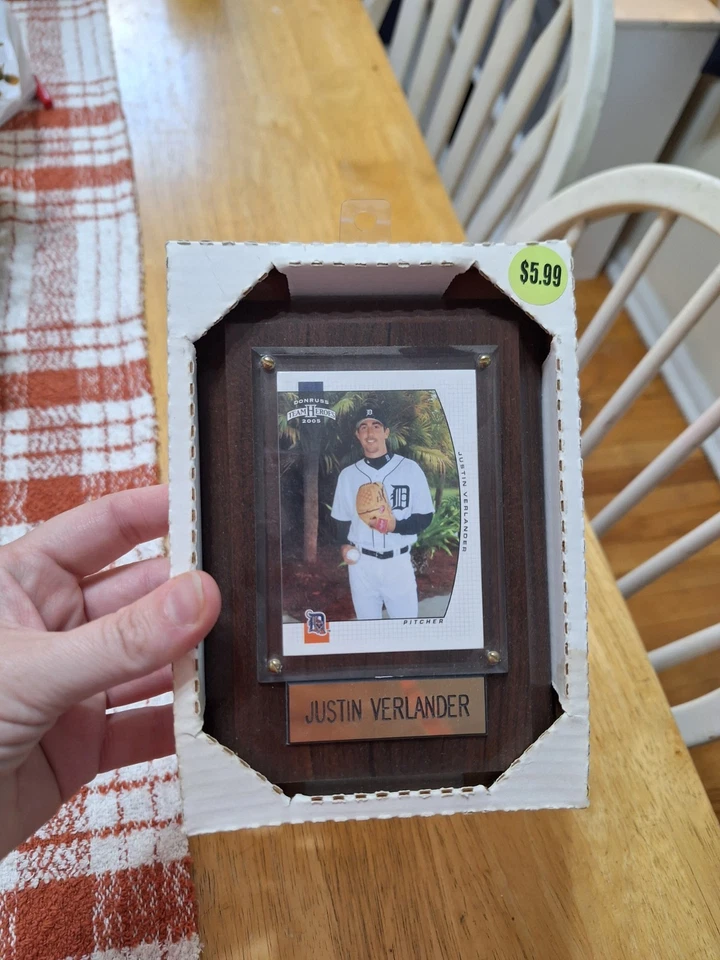 $5.99
DONRUSS
TEAM HEROES
2005
D
D
JUSTIN VERLANDER
D
PITCHER
JUSTIN VERLANDER